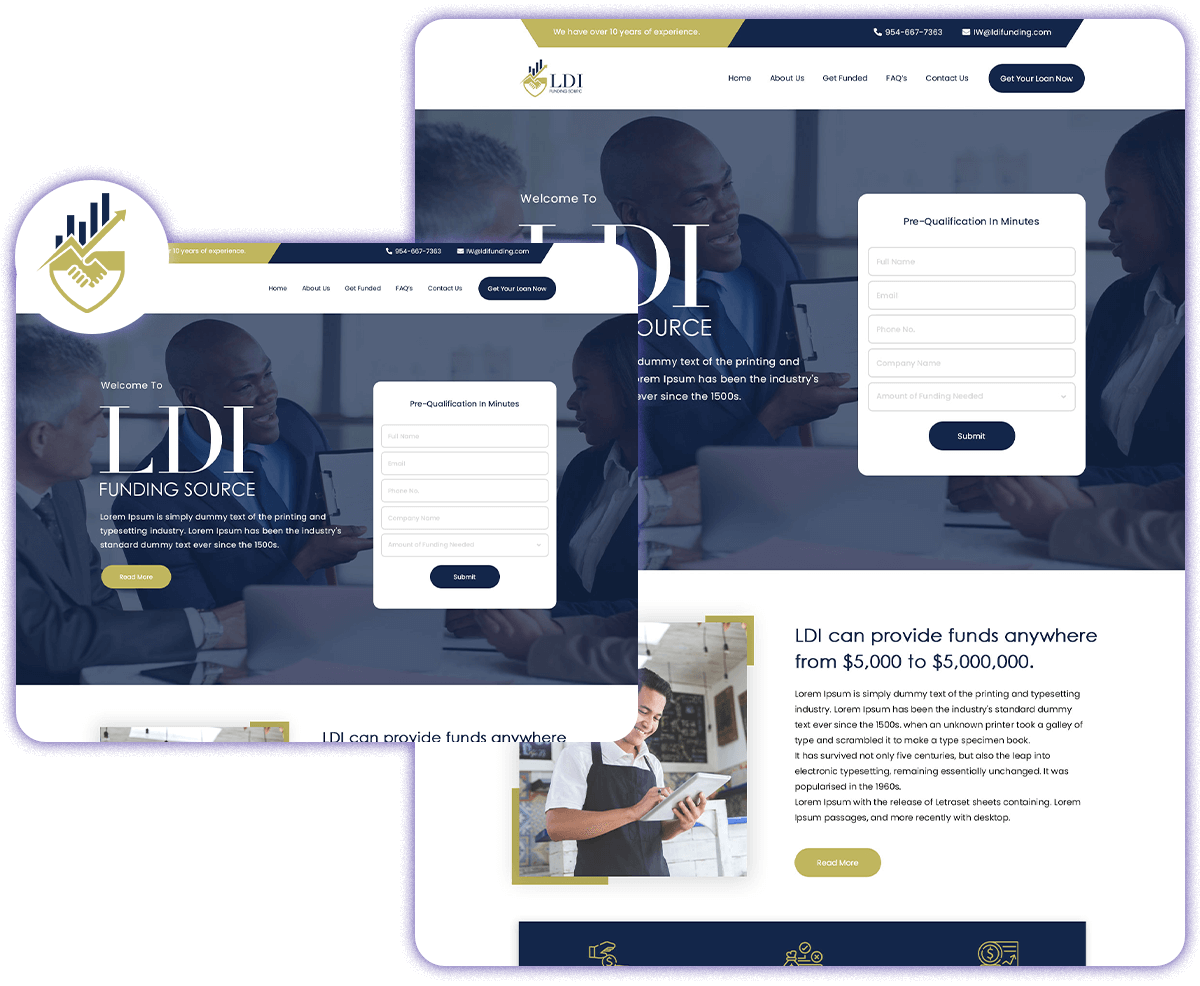 We have over 10 years of experience.
954-667-7363
IW@ldifunding.com
LDI
FUNDING SORFC
Home
About Us
Get Funded
FAQ's
Contact Us
Get Your Loan Now
Welcome To
LDI
OURCE
dummy text of the printing and
orem Ipsum has been the industry's
ever since the 1500s.
Pre-Qualification In Minutes
Full Name
Email
Phone No.
Company Name
Amount of Funding Needed
Submit
10 years of experience.
954-667-7363
IW@ldifunding.com
Home
About Us
Get Funded
FAQ's
Contact Us
Get Your Loan Now
Welcome To
LDI
FUNDING SOURCE
Lorem Ipsum is simply dummy text of the printing and
typesetting industry. Lorem Ipsum has been the industry's
standard dummy text ever since the 1500s.
Read More
Pre-Qualification In Minutes
Full Name
Email
Phone No.
Company Name
Amount of Funding Needed
Submit
LDI can provide funds anywhere
LDI can provide funds anywhere
from $5,000 to $5,000,000.
Lorem Ipsum is simply dummy text of the printing and typesetting
industry. Lorem Ipsum has been the industry's standard dummy
text ever since the 1500s. when an unknown printer took a galley of
type and scrambled it to make a type specimen book.
It has survived not only five centuries, but also the leap into
electronic typesetting, remaining essentially unchanged. It was
popularised in the 1960s.
Lorem Ipsum with the release of Letraset sheets containing. Lorem
Ipsum passages, and more recently with desktop.
Read More